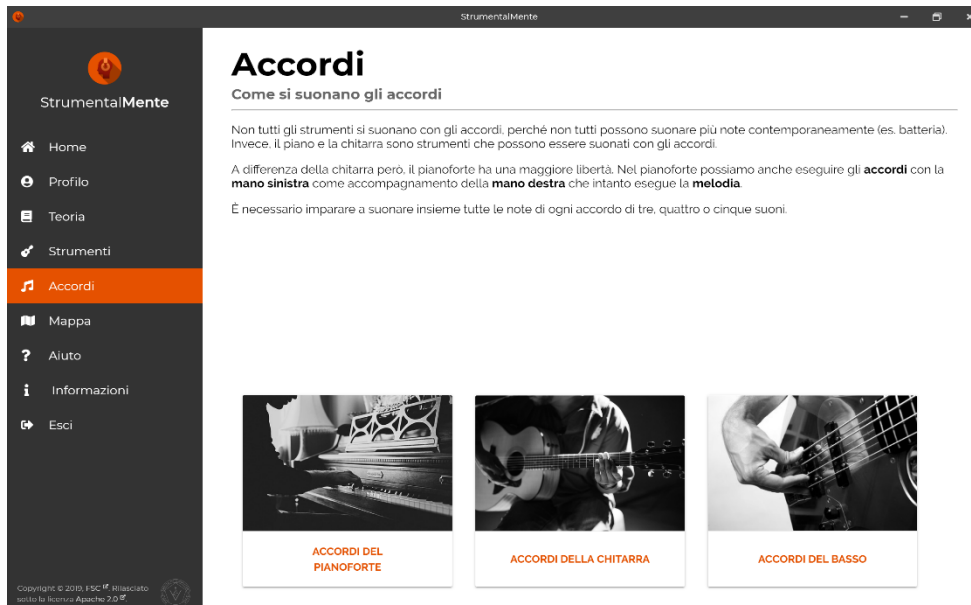 StrumentalMente
StrumentalMente
Home
Profilo
Teoria
Strumenti
Accordi
Mappa
Aiuto
Informazioni
Esci
Copyright © 2019, FSC. Rilasciato
sotto la licenza Apache 2.0.
Accordi
Come si suonano gli accordi
Non tutti gli strumenti si suonano con gli accordi, perché non tutti possono suonare più note contemporaneamente (es. batteria).
Invece, il piano e la chitarra sono strumenti che possono essere suonati con gli accordi.
A differenza della chitarra però, il pianoforte ha una maggiore libertà. Nel pianoforte possiamo anche eseguire gli accordi con la
mano sinistra come accompagnamento della mano destra che intanto esegue la melodia.
È necessario imparare a suonare insieme tutte le note di ogni accordo di tre, quattro o cinque suoni.
ACCORDI DEL
PIANOFORTE
ACCORDI DELLA CHITARRA
ACCORDI DEL BASSO